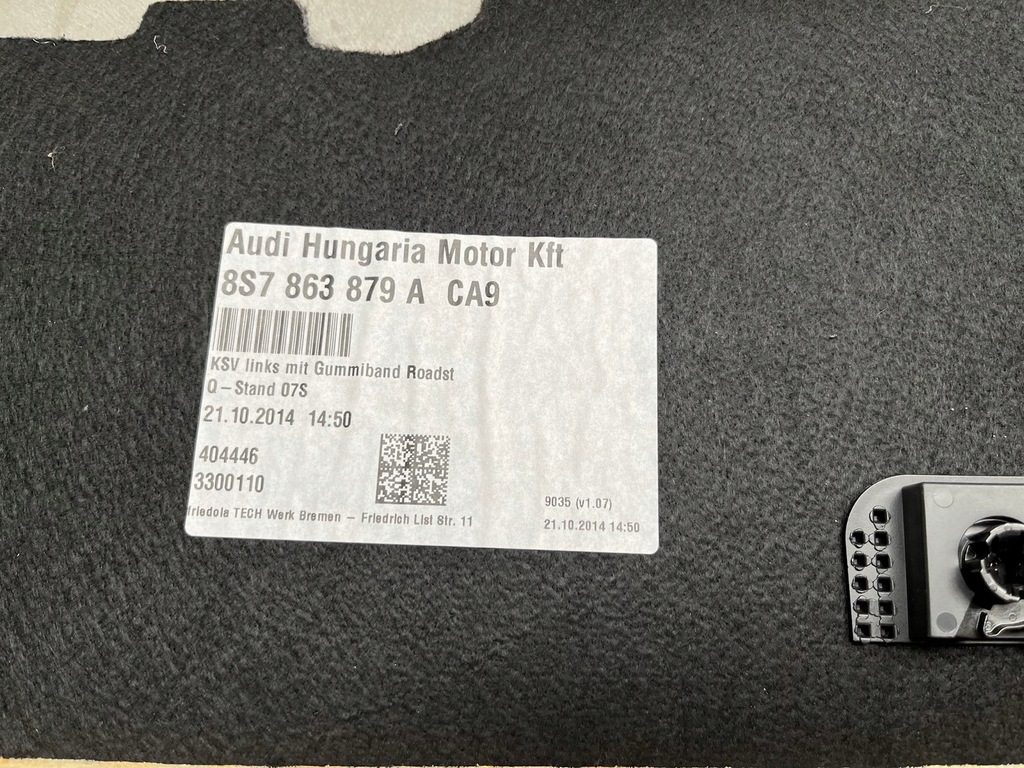 Audi Hungaria Motor Kft
8S7 863 879 A CA9
KSV links mit Gummiband Roadst
Q-Stand 07S
21.10.2014 14:50
404446
3300110
friedola TECH Werk Bremen – Friedrich List Str. 11
9035 (v1.07)
21.10.2014 14:50